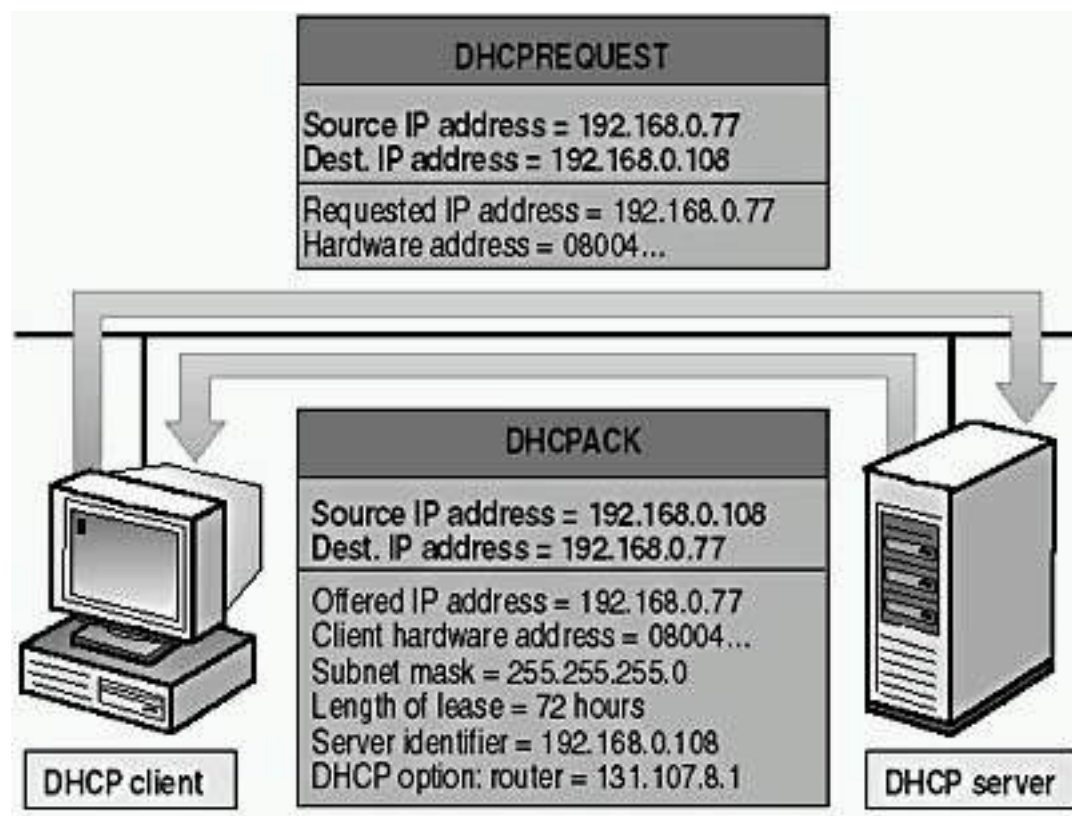 DHCPREQUEST
Source IP address = 192.168.0.77
Dest. IP address = 192.168.0.108
Requested IP address = 192.168.0.77
Hardware address = 08004...
DHCPACK
Source IP address = 192.168.0.108
Dest. IP address = 192.168.0.77
Offered IP address = 192.168.0.77
Client hardware address = 08004...
Subnet mask = 255.255.255.0
Length of lease = 72 hours
Server identifier = 192.168.0.108
DHCP option: router = 131.107.8.1
DHCP client
DHCP server